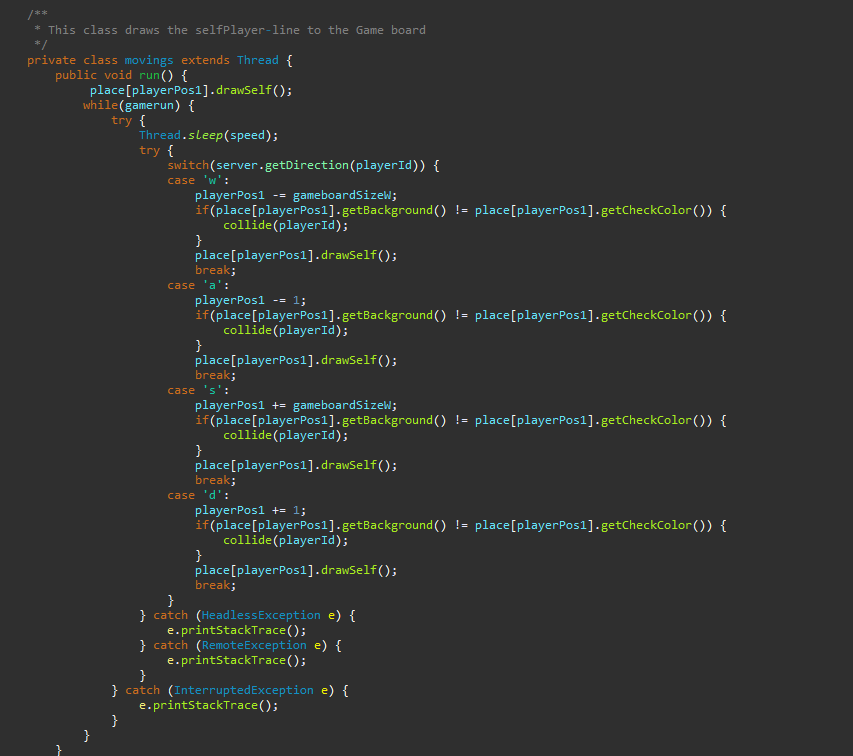 /**
 * This class draws the selfPlayer-line to the Game board
 */
private class movings extends Thread {
    public void run() {
         place[playerPos1].drawSelf();
        while(gamerun) {
            try {
                Thread.sleep(speed);
                try {
                    switch(server.getDirection(playerId)) {
                    case 'w':
                        playerPos1 -= gameboardSizeW;
                        if(place[playerPos1].getBackground() != place[playerPos1].getCheckColor()) {
                            collide(playerId);
                        }
                        place[playerPos1].drawSelf();
                        break;
                    case 'a':
                        playerPos1 -= 1;
                        if(place[playerPos1].getBackground() != place[playerPos1].getCheckColor()) {
                            collide(playerId);
                        }
                        place[playerPos1].drawSelf();
                        break;
                    case 's':
                        playerPos1 += gameboardSizeW;
                        if(place[playerPos1].getBackground() != place[playerPos1].getCheckColor()) {
                            collide(playerId);
                        }
                        place[playerPos1].drawSelf();
                        break;
                    case 'd':
                        playerPos1 += 1;
                        if(place[playerPos1].getBackground() != place[playerPos1].getCheckColor()) {
                            collide(playerId);
                        }
                        place[playerPos1].drawSelf();
                        break;
                    }
                } catch (HeadlessException e) {
                    e.printStackTrace();
                } catch (RemoteException e) {
                    e.printStackTrace();
                }
            } catch (InterruptedException e) {
                e.printStackTrace();
            }
        }
    }